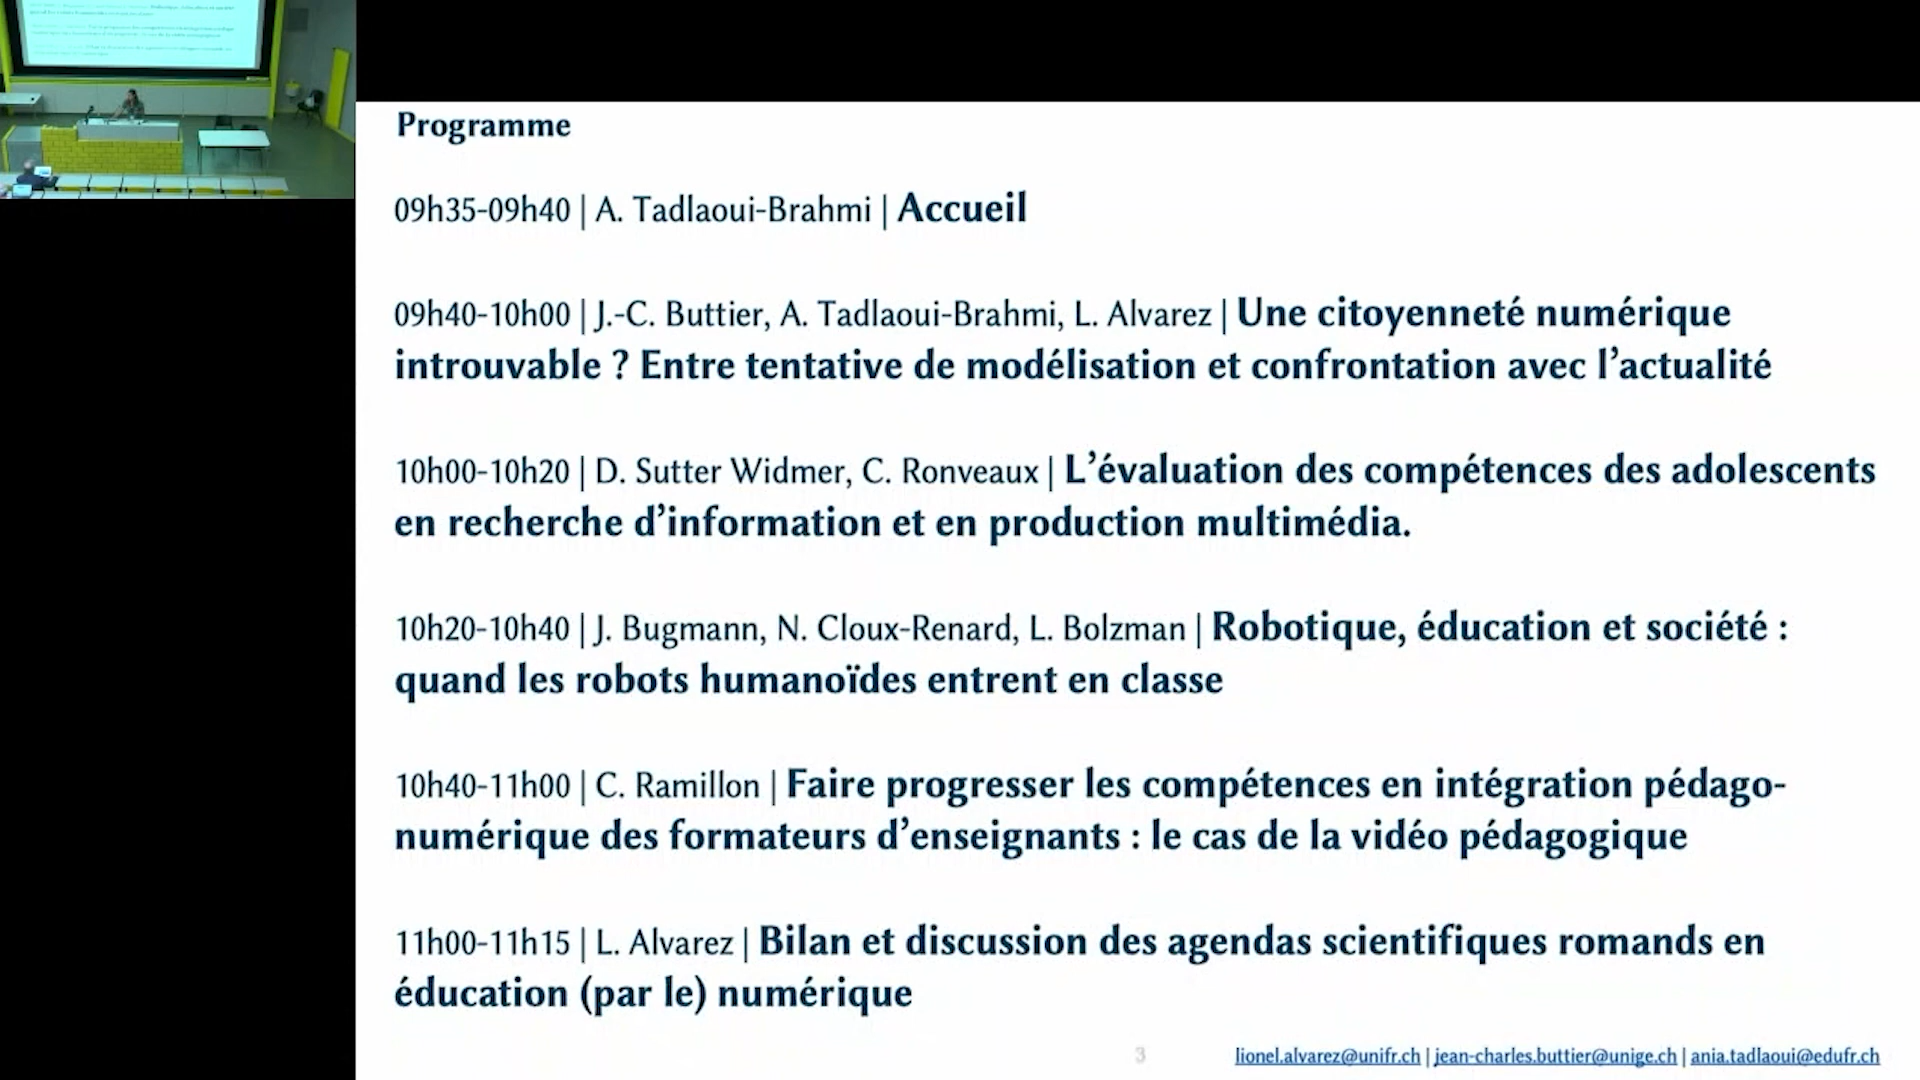 Programme
09h35-09h40 | A. Tadlaoui-Brahmi | Accueil
09h40-10h00 | J.-C. Buttier, A. Tadlaoui-Brahmi, L. Alvarez | Une citoyenneté numérique
introuvable ? Entre tentative de modélisation et confrontation avec l’actualité
10h00-10h20 | D. Sutter Widmer, C. Ronveaux | L’évaluation des compétences des adolescents
en recherche d’information et en production multimédia.
10h20-10h40 | J. Bugmann, N. Cloux-Renard, L. Bolzman | Robotique, éducation et société :
quand les robots humanoïdes entrent en classe
10h40-11h00 | C. Ramillon | Faire progresser les compétences en intégration pédago-
numérique des formateurs d’enseignants : le cas de la vidéo pédagogique
11h00-11h15 | L. Alvarez | Bilan et discussion des agendas scientifiques romands en
éducation (par le) numérique
3
lionel.alvarez@unifr.ch | jean-charles.buttier@unige.ch | ania.tadlaoui@edufr.ch